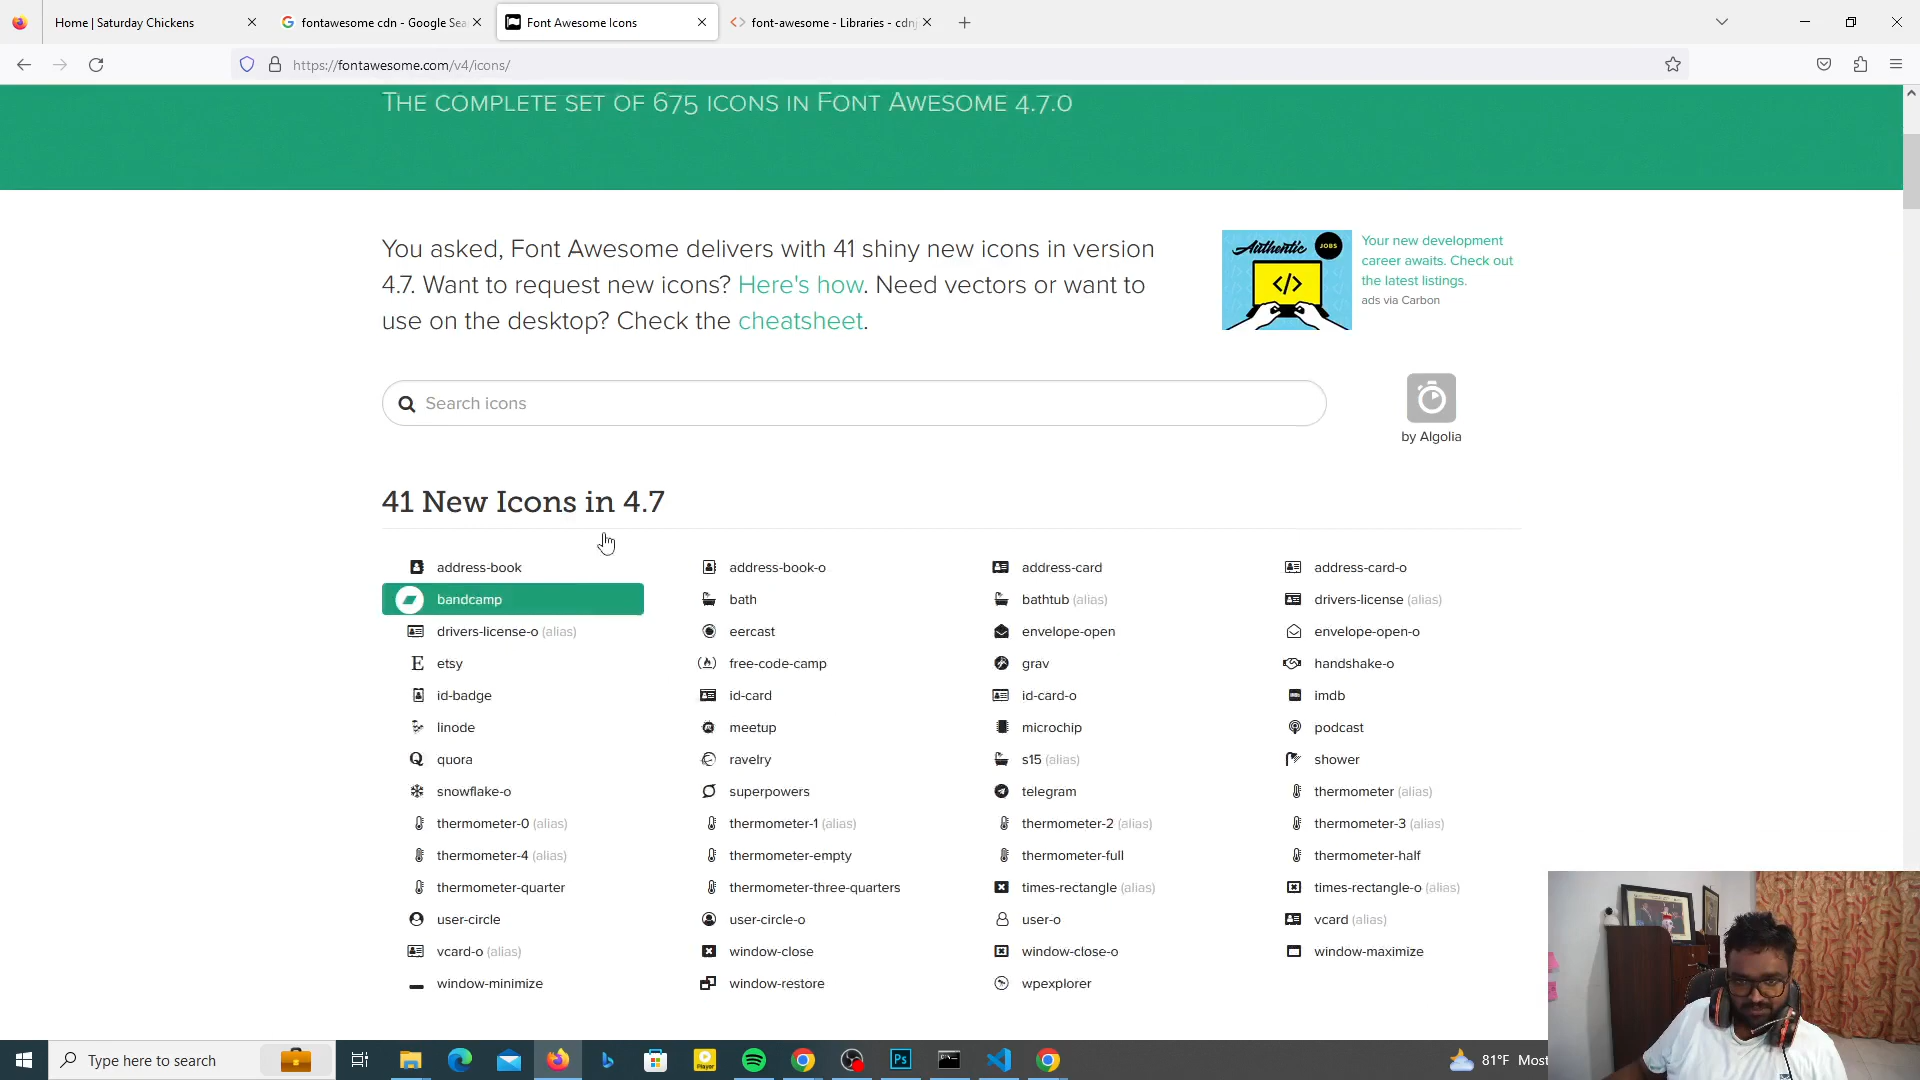 Home | Saturday Chickens
fontawesome cdn - Google Sea
Font Awesome Icons
font-awesome - Libraries - cdnj
https://fontawesome.com/v4/icons/
The complete set of 675 icons in Font Awesome 4.7.0
You asked, Font Awesome delivers with 41 shiny new icons in version
4.7. Want to request new icons? Here's how. Need vectors or want to
use on the desktop? Check the cheatsheet.
Authentic JOBS
</>
Your new development
career awaits. Check out
the latest listings.
ads via Carbon
Search icons
by Algolia
41 New Icons in 4.7
address-book address-book-o address-card address-card-o
bandcamp bath bathtub (alias) drivers-license (alias)
drivers-license-o (alias) eercast envelope-open envelope-open-o
etsy free-code-camp grav handshake-o
id-badge id-card id-card-o imdb
linode meetup microchip podcast
quora ravelry s15 (alias) shower
snowflake-o superpowers telegram thermometer (alias)
thermometer-0 (alias) thermometer-1 (alias) thermometer-2 (alias) thermometer-3 (alias)
thermometer-4 (alias) thermometer-empty thermometer-full thermometer-half
thermometer-quarter thermometer-three-quarters times-rectangle (alias) times-rectangle-o (alias)
user-circle user-circle-o user-o vcard (alias)
vcard-o (alias) window-close window-close-o window-maximize
window-minimize window-restore wpexplorer
Type here to search
Player
Ps
81°F Most